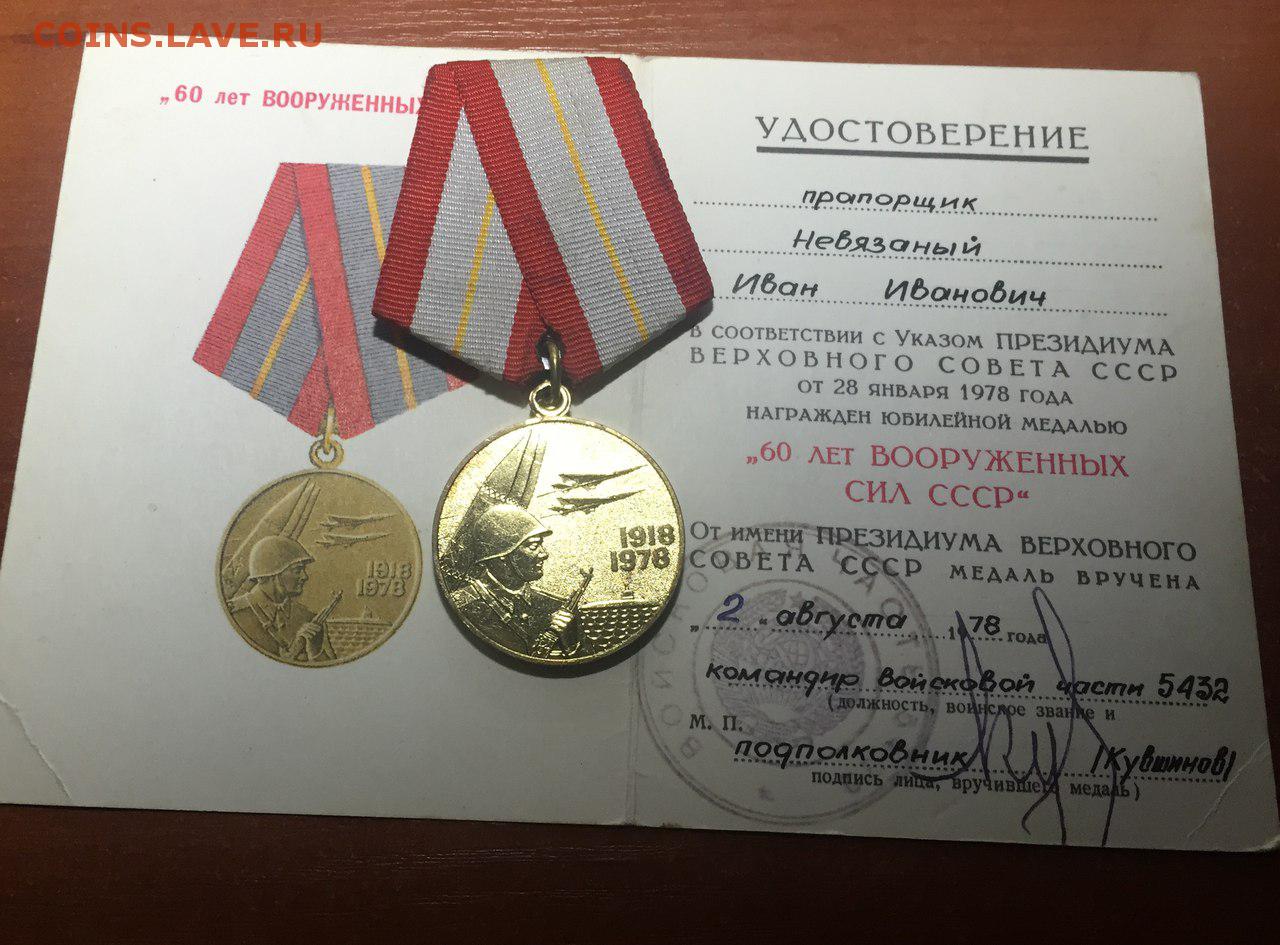 COINS.LAVE.RU
„60 лет ВООРУЖЕННЫХ
1918
1978
1918
1978
УДОСТОВЕРЕНИЕ
прапорщик
Невязаный
Иван Иванович
В СООТВЕТСТВИИ С УКАЗОМ ПРЕЗИДИУМА
ВЕРХОВНОГО СОВЕТА СССР
ОТ 28 ЯНВАРЯ 1978 ГОДА
НАГРАЖДЕН ЮБИЛЕЙНОЙ МЕДАЛЬЮ
„60 ЛЕТ ВООРУЖЕННЫХ
СИЛ СССР“
ОТ ИМЕНИ ПРЕЗИДИУМА ВЕРХОВНОГО
СОВЕТА СССР МЕДАЛЬ ВРУЧЕНА
„2“ августа 1978 года
командир войсковой части 5432
(должность, воинское звание и
М. П.
подполковник /Кувшинов/
подпись лица, вручившего медаль)
ВОЙСКОВАЯ ЧАСТЬ